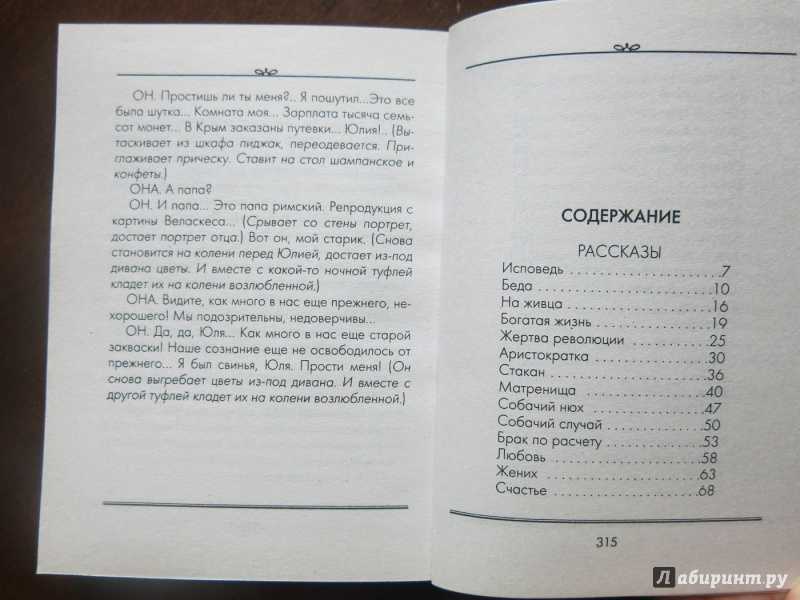 ОН. Простишь ли ты меня?.. Я пошутил...Это все
была шутка... Комната моя... Зарплата тысяча семь-
сот монет... В Крым заказаны путевки... Юлия!.. (Вы-
таскивает из шкафа пиджак, переодевается. При-
глаживает прическу. Ставит на стол шампанское и
конфеты.)
ОНА. А папа?
ОН. И папа... Это папа римский. Репродукция с
картины Веласкеса... (Срывает со стены портрет,
достает портрет отца.) Вот он, мой старик. (Снова
становится на колени перед Юлией, достает из-под
дивана цветы. И вместе с какой-то ночной туфлей
кладет их на колени возлюбленной.)
ОНА. Видите, как много в нас еще прежнего, не-
хорошего! Мы подозрительны, недоверчивы...
ОН. Да, да, Юля... Как много в нас еще старой
закваски! Наше сознание еще не освободилось от
прежнего... Я был свинья, Юля. Прости меня! (Он
снова выгребает цветы из-под дивана. И вместе с
другой туфлей кладет их на колени возлюбленной.)
СОДЕРЖАНИЕ
РАССКАЗЫ
Исповедь . . . . . . . . . . . . . . . . . .7
Беда . . . . . . . . . . . . . . . . . . . .10
На живца . . . . . . . . . . . . . . . . . .16
Богатая жизнь . . . . . . . . . . . . . . .19
Жертва революции . . . . . . . . . . . .25
Аристократка . . . . . . . . . . . . . . . .30
Стакан . . . . . . . . . . . . . . . . . . .36
Матренища . . . . . . . . . . . . . . . . .40
Собачий нюх . . . . . . . . . . . . . . . .47
Собачий случай . . . . . . . . . . . . . .50
Брак по расчету . . . . . . . . . . . . . .53
Любовь . . . . . . . . . . . . . . . . . . .58
Жених . . . . . . . . . . . . . . . . . . .63
Счастье . . . . . . . . . . . . . . . . . .68
315
Лабиринт.ру